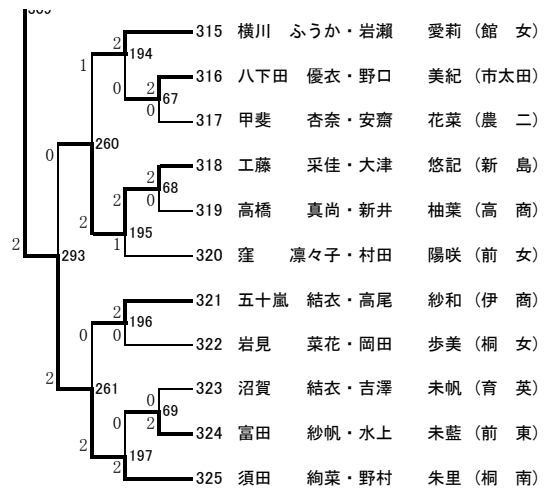 2 315 横川 ふうか・岩瀬 愛莉 (館 女)
1 194
0 2 316 八下田 優衣・野口 美紀 (市太田)
67
0 317 甲斐 杏奈・安齋 花菜 (農 二)
0 260
2 318 工藤 采佳・大津 悠記 (新 島)
2 68
0 319 高橋 真尚・新井 柚葉 (高 商)
2 195
2 1 320 窪 凛々子・村田 陽咲 (前 女)
293
2 321 五十嵐 結衣・高尾 紗和 (伊 商)
0 196
0 322 岩見 菜花・岡田 歩美 (桐 女)
2 261
323 沼賀 結衣・吉澤 未帆 (育 英)
0 69
0 2 324 富田 紗帆・水上 未藍 (前 東)
2 197
2 325 須田 絢菜・野村 朱里 (桐 南)